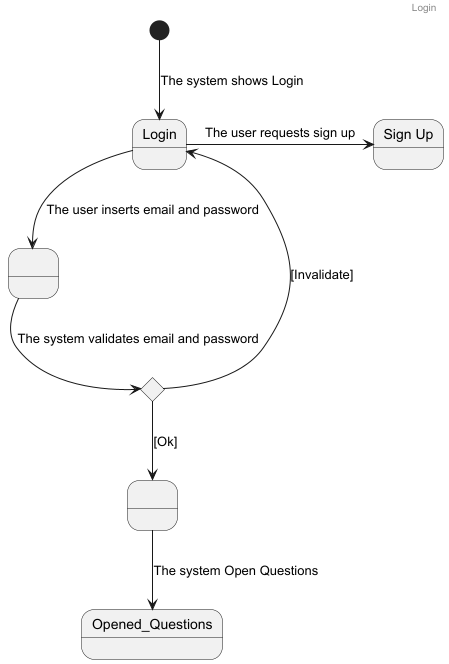 Login
The system shows Login
Login
The user requests sign up
Sign Up
The user inserts email and password
[Invalidate]
The system validates email and password
[Ok]
The system Open Questions
Opened_Questions